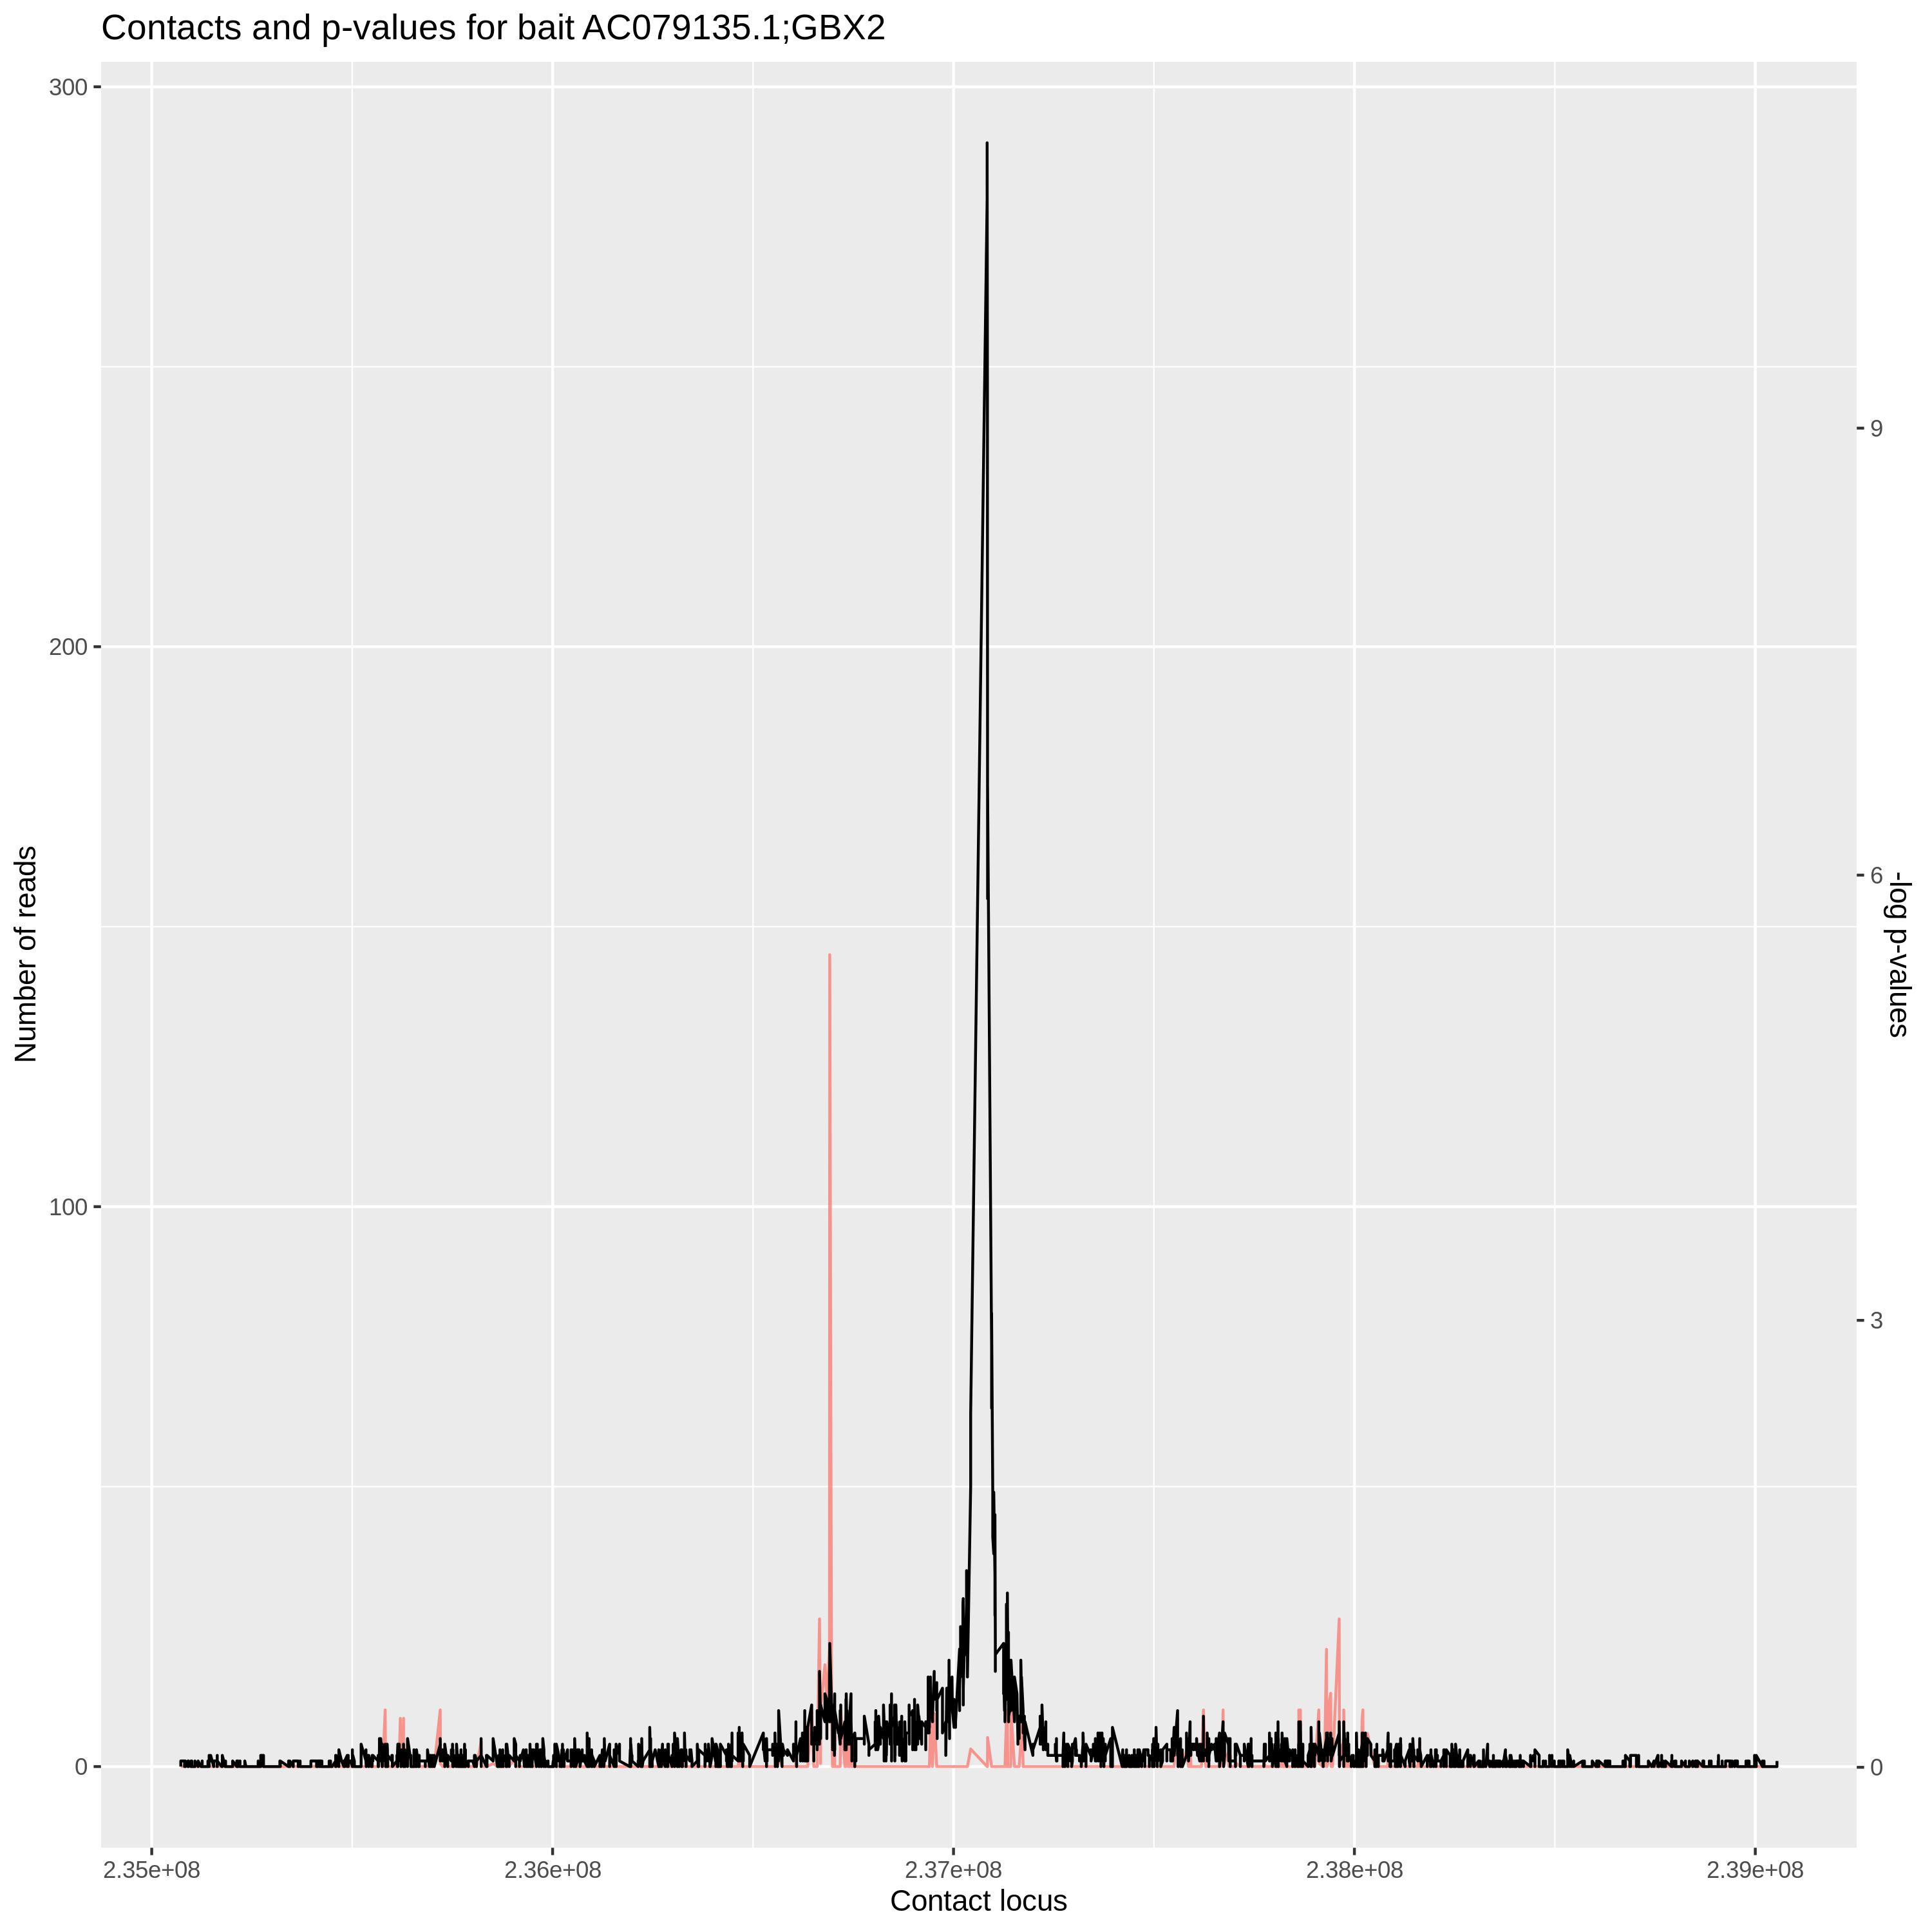 Contacts and p-values for bait AC079135.1;GBX2
300
200
100
0
Number of reads
9
6
3
0
-log p-values
2.35e+08
2.36e+08
2.37e+08
2.38e+08
2.39e+08
Contact locus